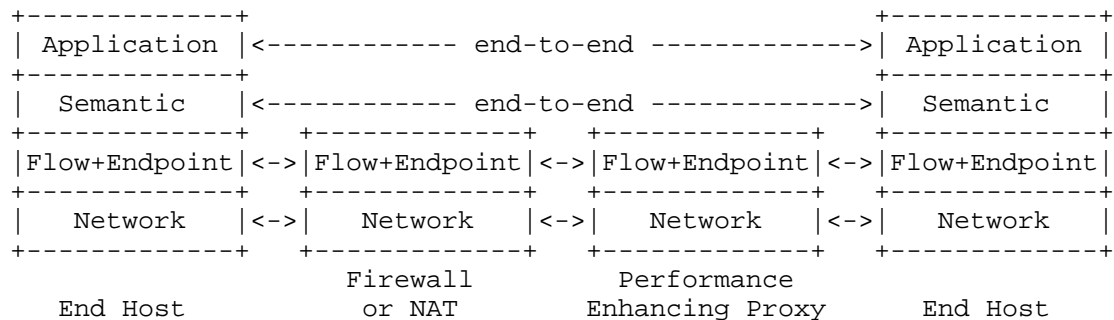 +-------------+                                       +-------------+
| Application |<------------ end-to-end ------------->| Application |
+-------------+                                       +-------------+
|  Semantic   |<------------ end-to-end ------------->|  Semantic   |
+-------------+   +-------------+   +-------------+   +-------------+
|Flow+Endpoint|<->|Flow+Endpoint|<->|Flow+Endpoint|<->|Flow+Endpoint|
+-------------+   +-------------+   +-------------+   +-------------+
|   Network   |<->|   Network   |<->|   Network   |<->|   Network   |
+-------------+   +-------------+   +-------------+   +-------------+
                     Firewall         Performance
   End Host           or NAT        Enhancing Proxy      End Host